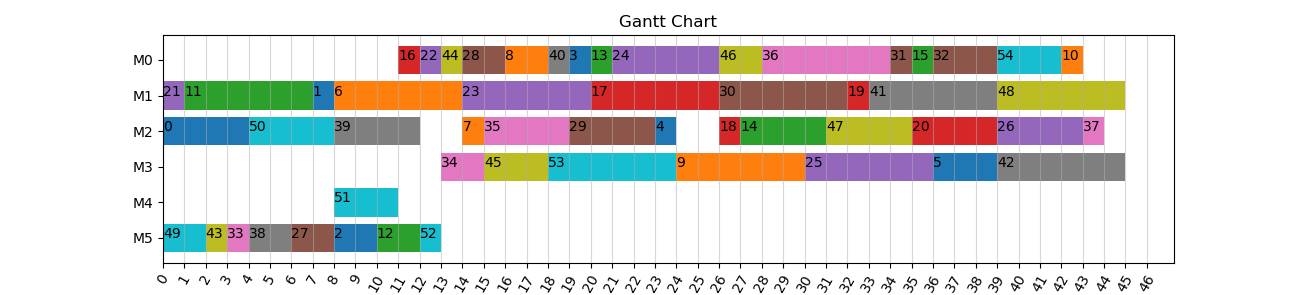 Gantt Chart
M0 16 22 44 28 8 40 3 13 24 46 36 31 15 32 54 10
M1 21 11 1 6 23 17 30 19 41 48
M2 0 50 39 7 35 29 4 18 14 47 20 26 37
M3 34 45 53 9 25 5 42
M4 51
M5 49 43 33 38 27 2 12 52
0 1 2 3 4 5 6 7 8 9 10 11 12 13 14 15 16 17 18 19 20 21 22 23 24 25 26 27 28 29 30 31 32 33 34 35 36 37 38 39 40 41 42 43 44 45 46